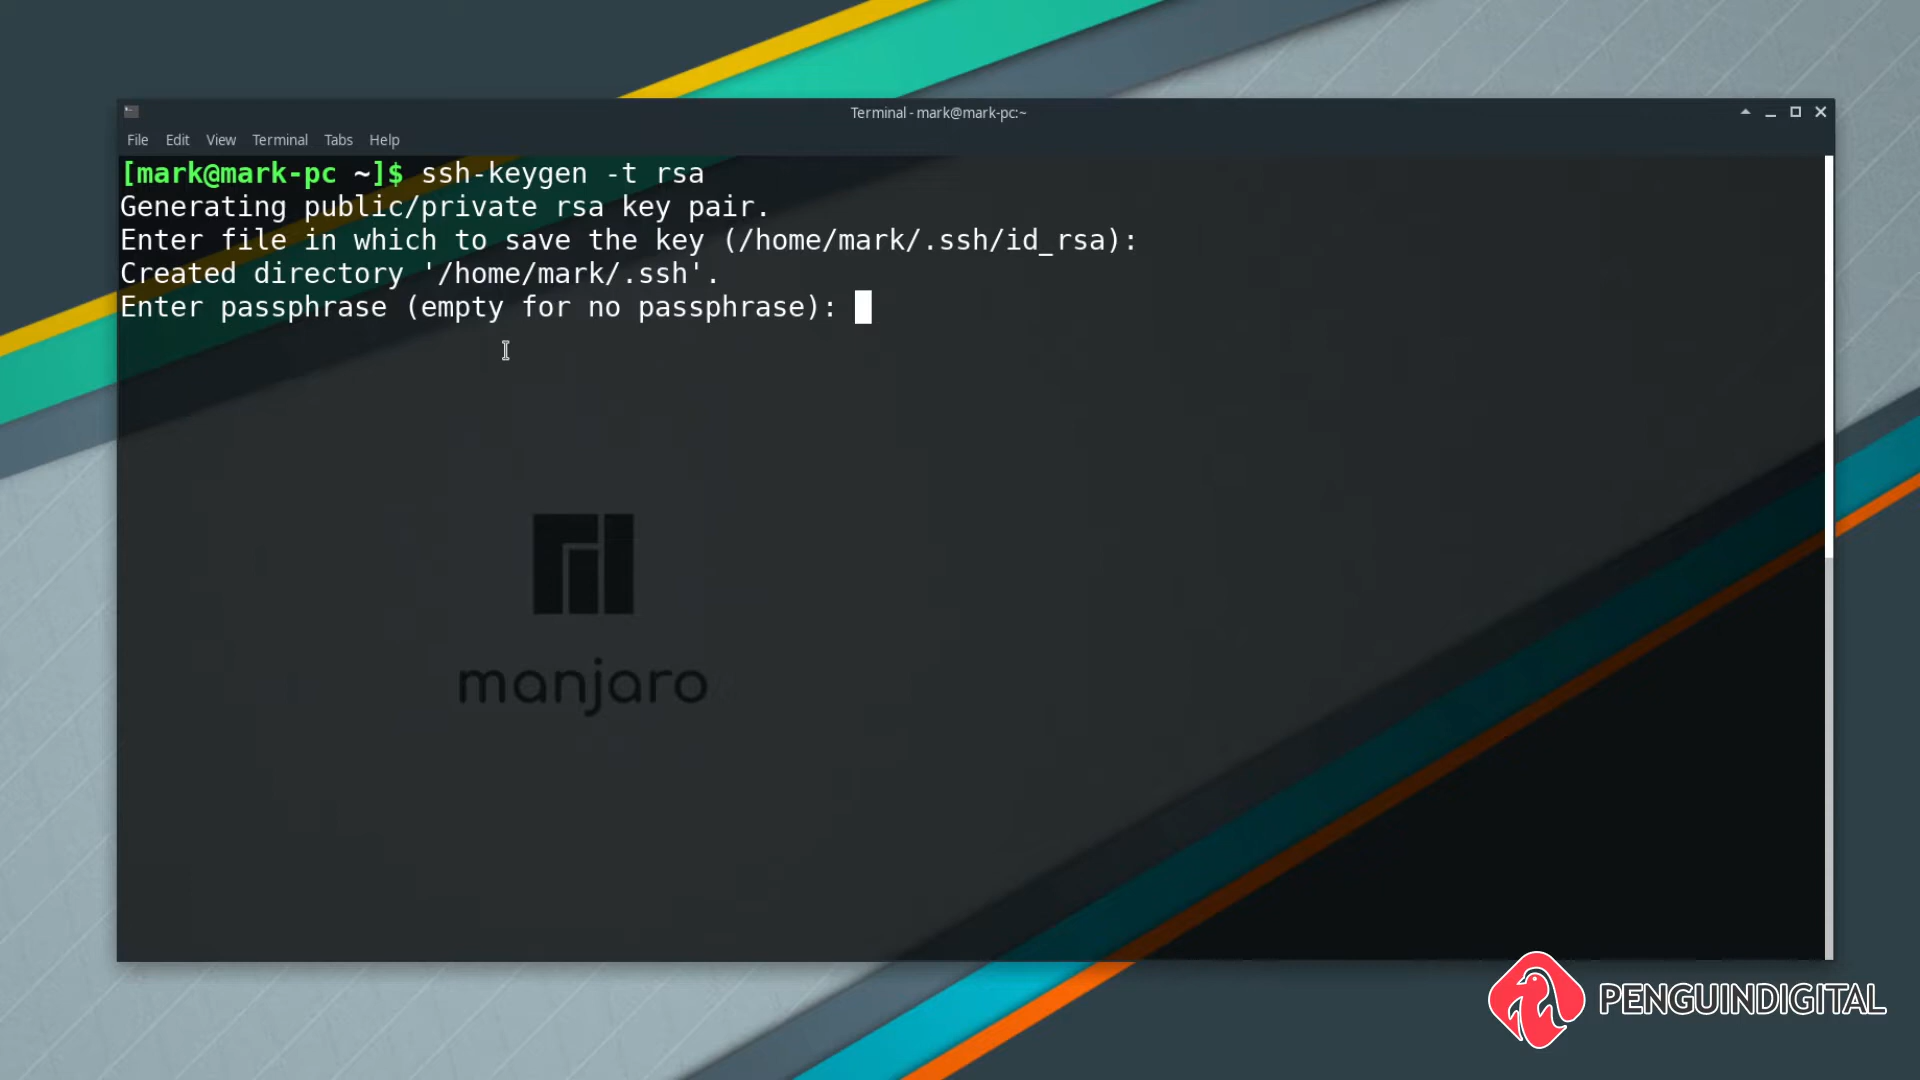 Terminal - mark@mark-pc:~
File Edit View Terminal Tabs Help
[mark@mark-pc ~]$ ssh-keygen -t rsa
Generating public/private rsa key pair.
Enter file in which to save the key (/home/mark/.ssh/id_rsa):
Created directory '/home/mark/.ssh'.
Enter passphrase (empty for no passphrase):
manjaro
PENGUINDIGITAL